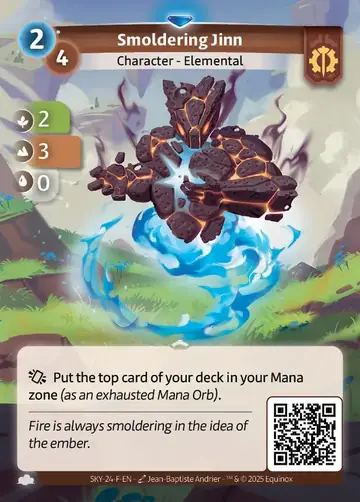 2
4
Smoldering Jinn
Character - Elemental
2
3
0
Put the top card of your deck in your Mana
zone (as an exhausted Mana Orb).
Fire is always smoldering in the idea of
the ember.
SKY-24-F-EN - Jean-Baptiste Andrier - ™ & © 2025 Equinox